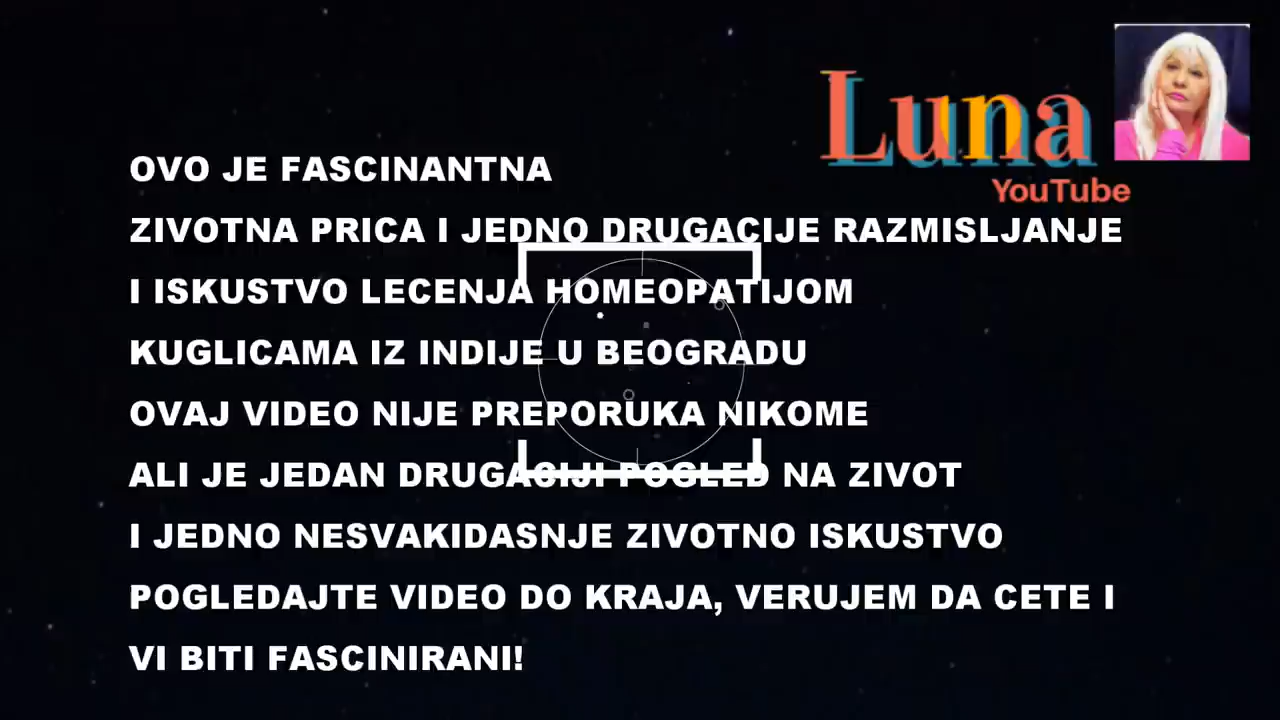 Luna
YouTube
OVO JE FASCINANTNA
ZIVOTNA PRICA I JEDNO DRUGACIJE RAZMISLJANJE
I ISKUSTVO LECENJA HOMEOPATIJOM
KUGLICAMA IZ INDIJE U BEOGRADU
OVAJ VIDEO NIJE PREPORUKA NIKOME
ALI JE JEDAN DRUGACIJI POGLED NA ZIVOT
I JEDNO NESVAKIDASNJE ZIVOTNO ISKUSTVO
POGLEDAJTE VIDEO DO KRAJA, VERUJEM DA CETE I
VI BITI FASCINIRANI!